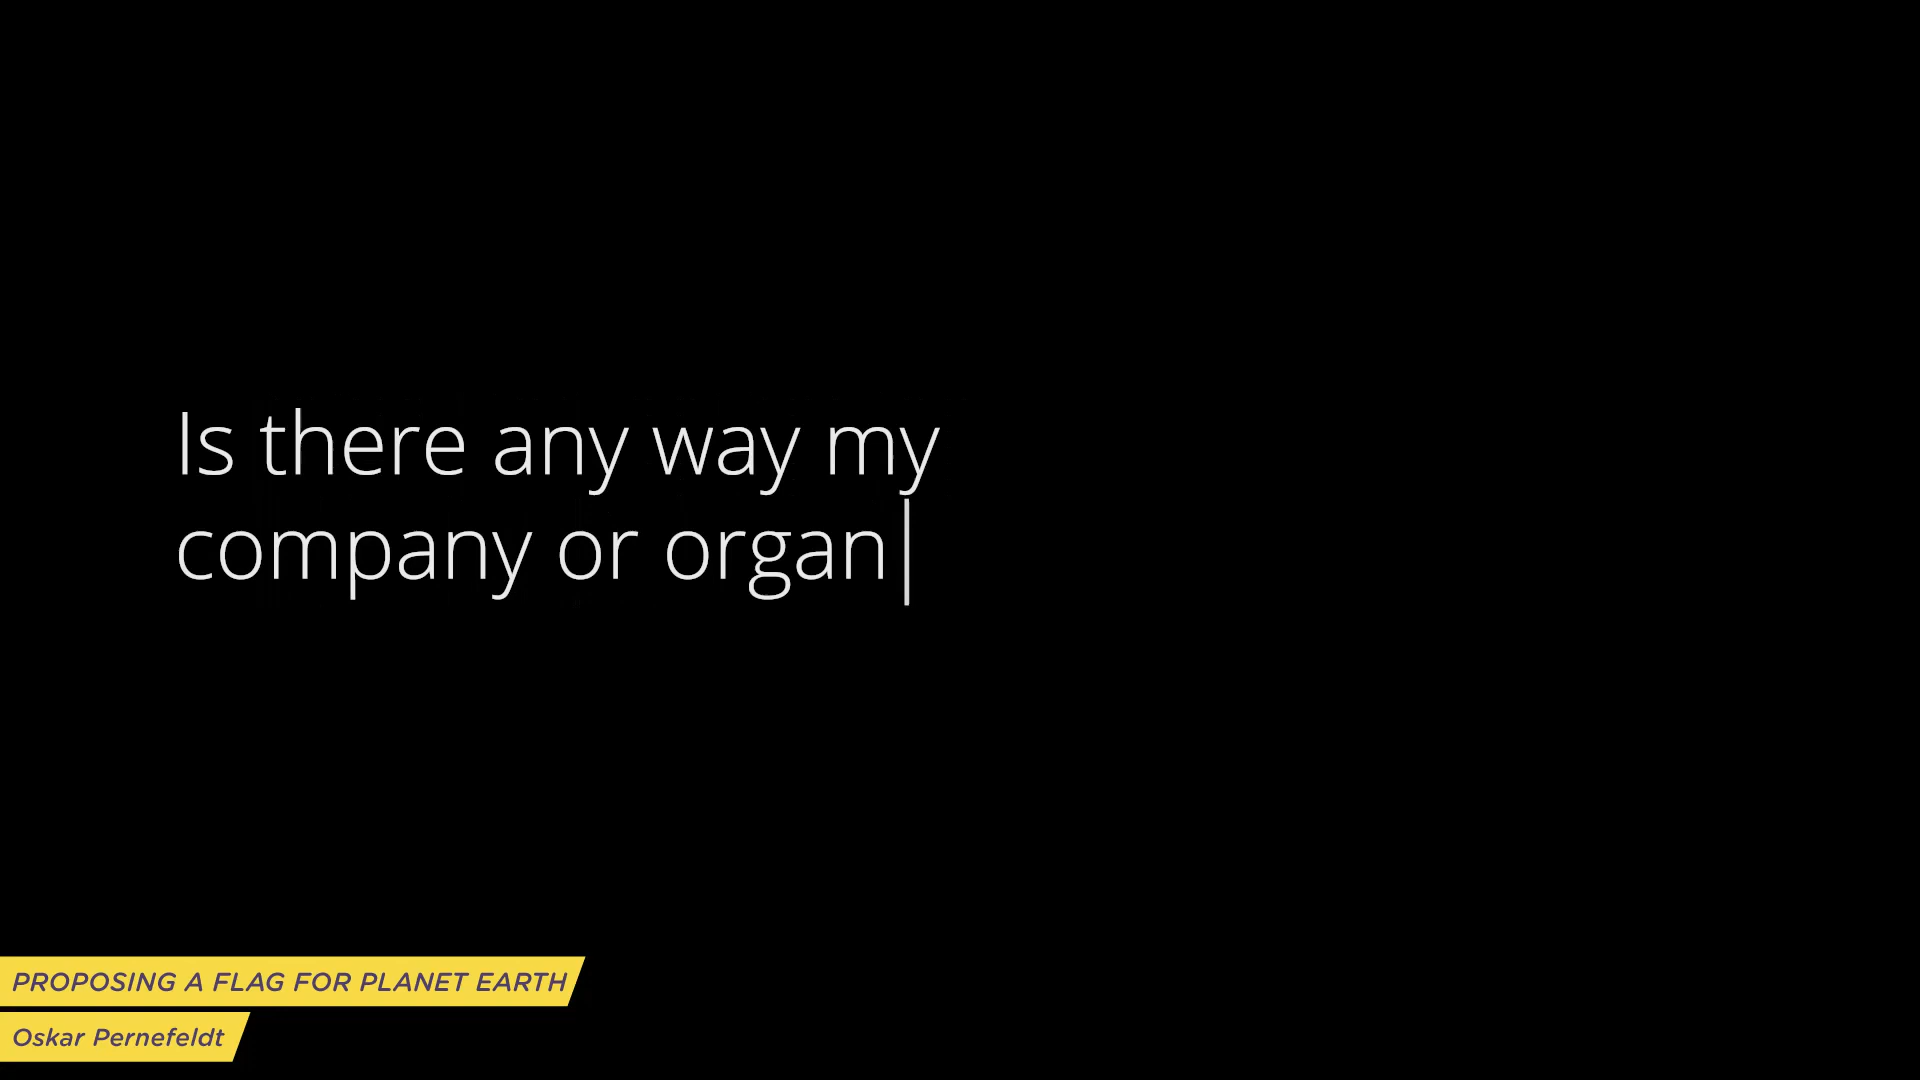 Is there any way my
company or organ
PROPOSING A FLAG FOR PLANET EARTH
Oskar Pernefeldt